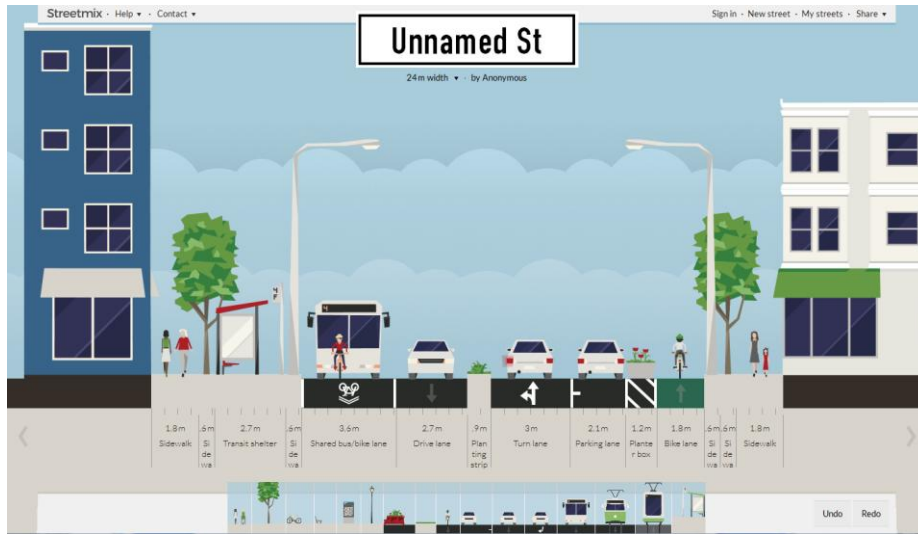 Streetmix · Help ▾ · Contact ▾
Sign in · New street · My streets · Share ▾
Unnamed St
24m width ▾ · by Anonymous
4
1.8m
Sidewalk
.6m
Si
de
wa
2.7m
Transit shelter
.6m
Si
de
wa
3.6m
Shared bus/bike lane
2.7m
Drive lane
.9m
Plan
ting
strip
3m
Turn lane
2.1m
Parking lane
1.2m
Plante
r box
1.8m
Bike lane
.6m
Si
de
wa
.6m
Si
de
wa
1.8m
Sidewalk
Undo
Redo